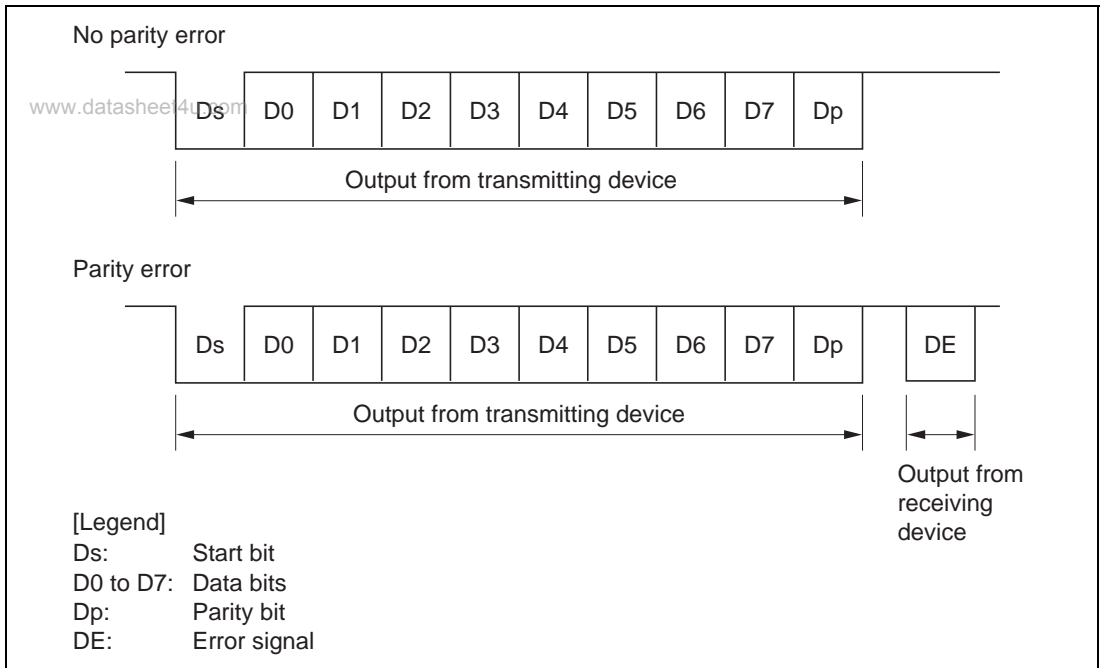 No parity error
www.datasheet4u.com
Ds D0 D1 D2 D3 D4 D5 D6 D7 Dp
Output from transmitting device
Parity error
Ds D0 D1 D2 D3 D4 D5 D6 D7 Dp DE
Output from transmitting device
Output from
receiving
device
[Legend]
Ds: Start bit
D0 to D7: Data bits
Dp: Parity bit
DE: Error signal